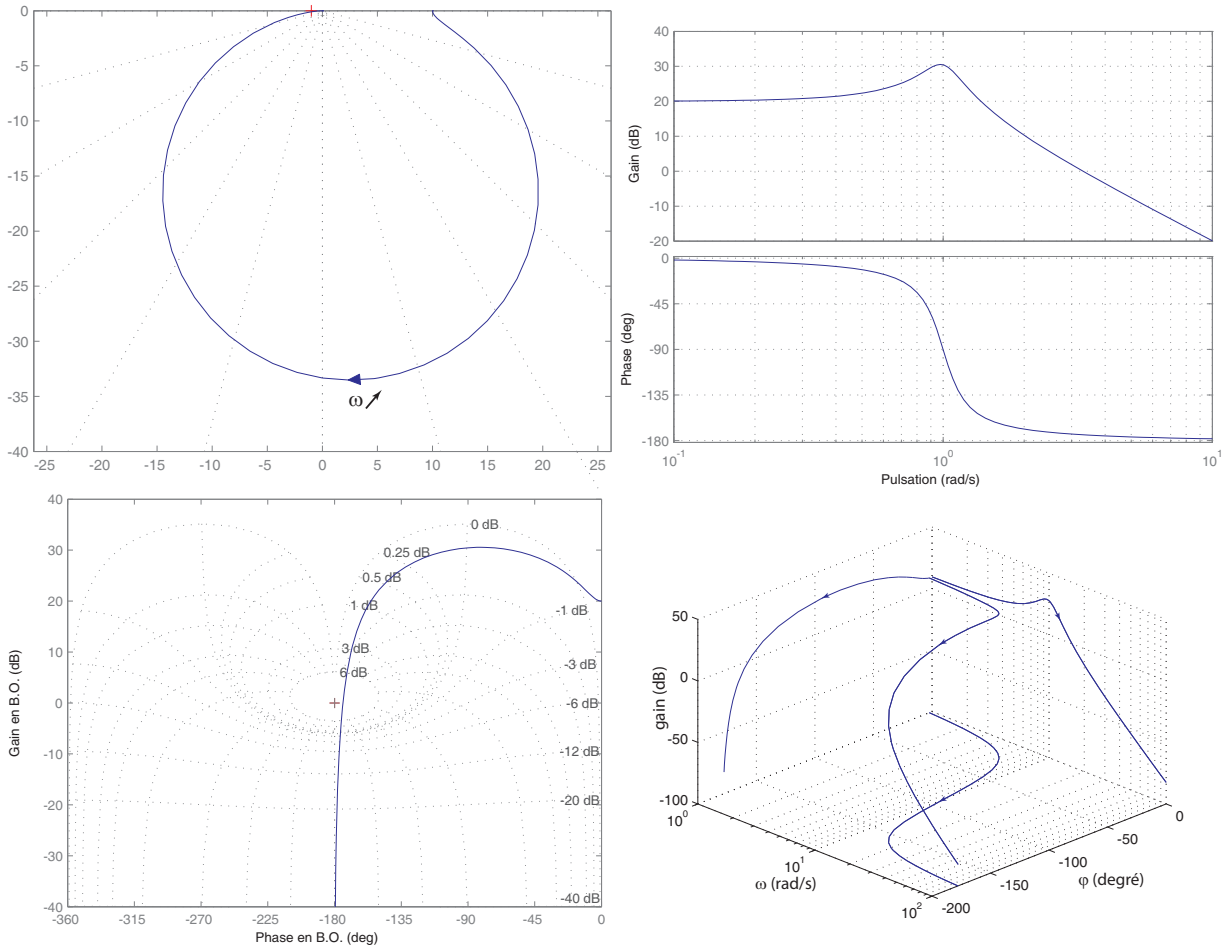 0
-5
-10
-15
-20
-25
-30
-35
-40
-25 -20 -15 -10 -5 0 5 10 15 20 25
ω
Gain (dB)
40
30
20
10
0
-10
-20
Phase (deg)
0
-45
-90
-135
-180
10-1 100 101
Pulsation (rad/s)
Gain en B.O. (dB)
40
30
20
10
0
-10
-20
-30
-40
0 dB
0.25 dB
0.5 dB
1 dB
-1 dB
3 dB
-3 dB
6 dB
-6 dB
-12 dB
-20 dB
-40 dB
-360 -315 -270 -225 -180 -135 -90 -45 0
Phase en B.O. (deg)
gain (dB)
50
0
-50
-100
100
101
102
ω (rad/s)
-200
-150
-100
-50
0
φ (degré)